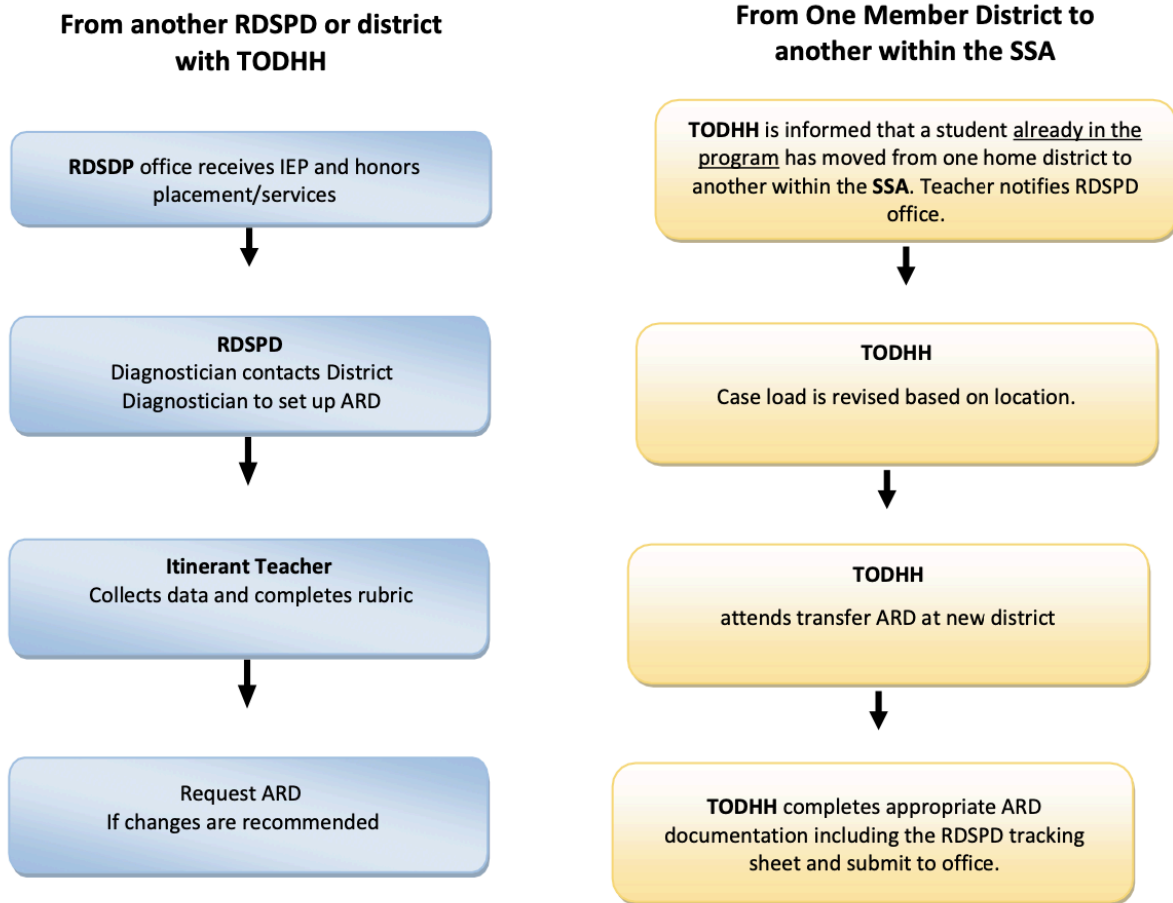 From another RDSPD or district
with TODHH
RDSDP office receives IEP and honors
placement/services
RDSPD
Diagnostician contacts District
Diagnostician to set up ARD
Itinerant Teacher
Collects data and completes rubric
Request ARD
If changes are recommended
From One Member District to
another within the SSA
TODHH is informed that a student already in the
program has moved from one home district to
another within the SSA. Teacher notifies RDSPD
office.
TODHH
Case load is revised based on location.
TODHH
attends transfer ARD at new district
TODHH completes appropriate ARD
documentation including the RDSPD tracking
sheet and submit to office.